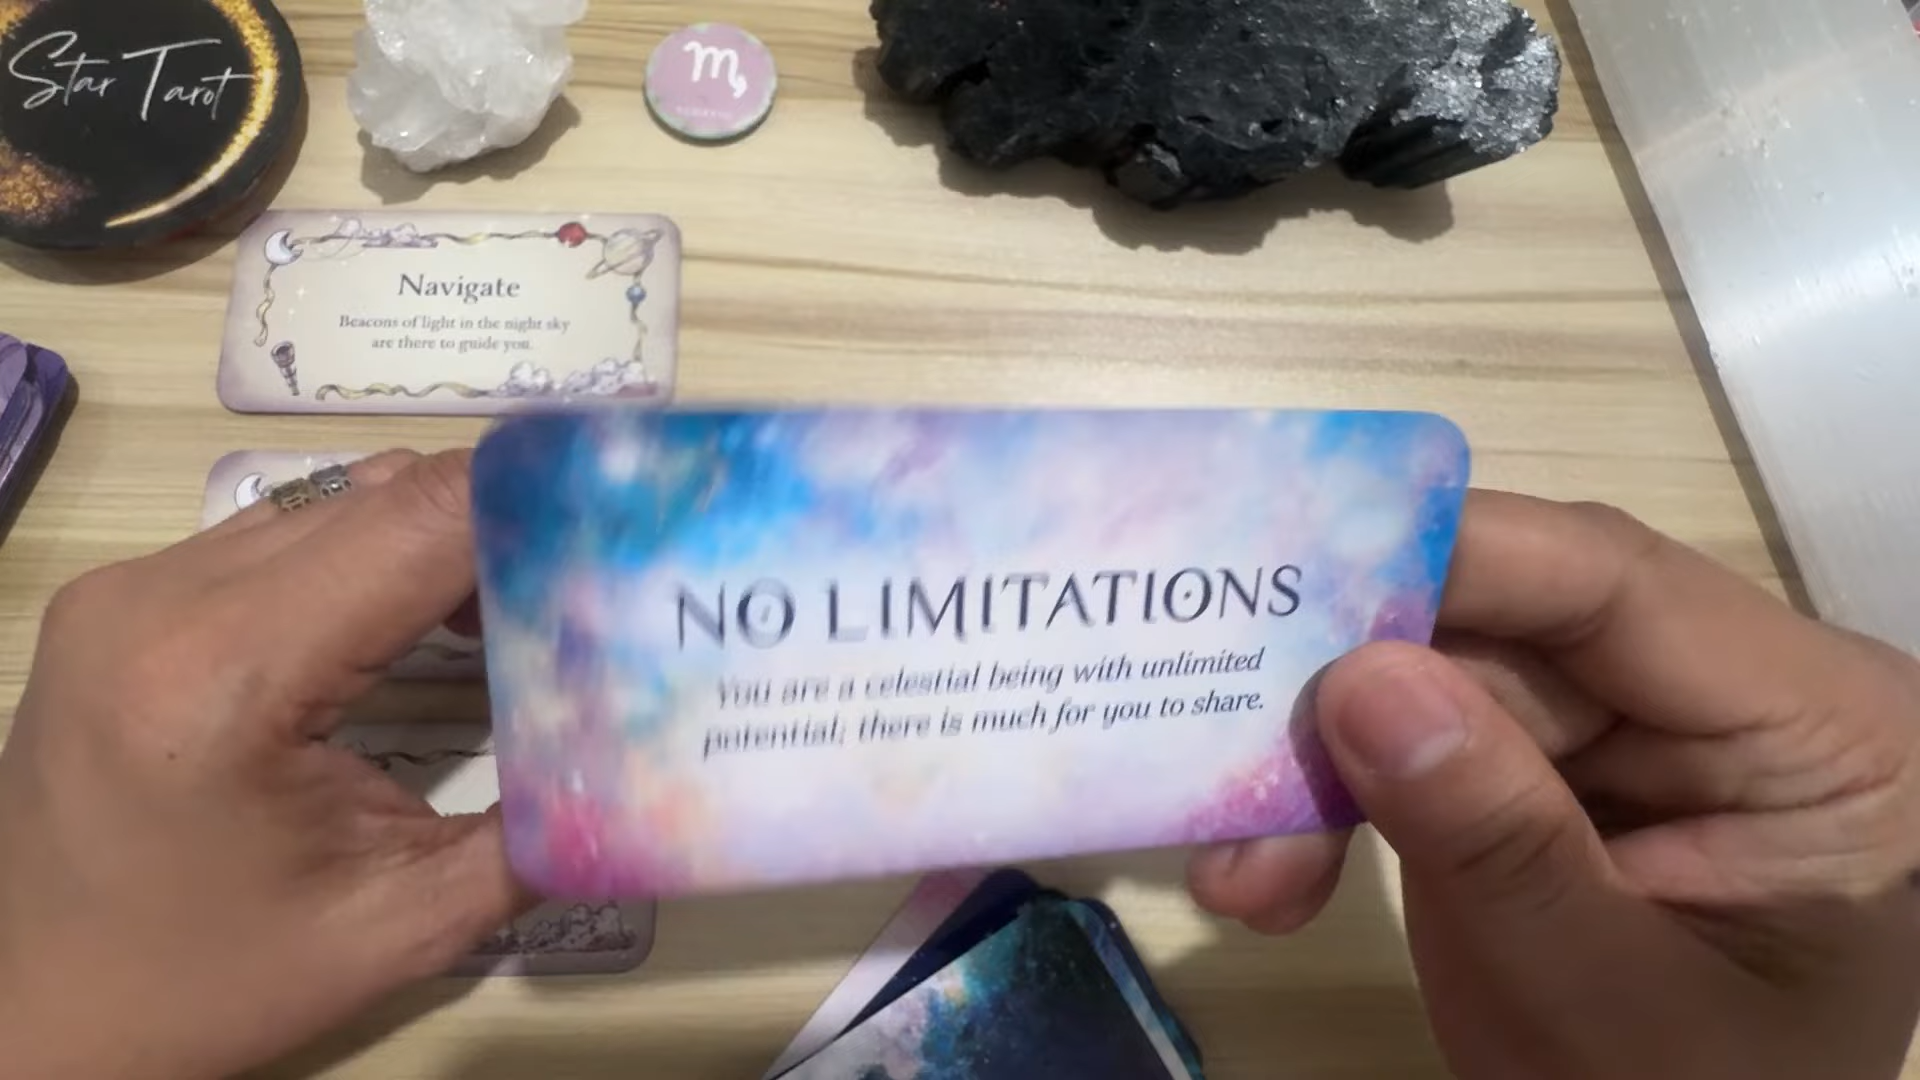 Star Tarot
Navigate
Beacons of light in the night sky
are there to guide you.
NO LIMITATIONS
You are a celestial being with unlimited
potential; there is much for you to share.